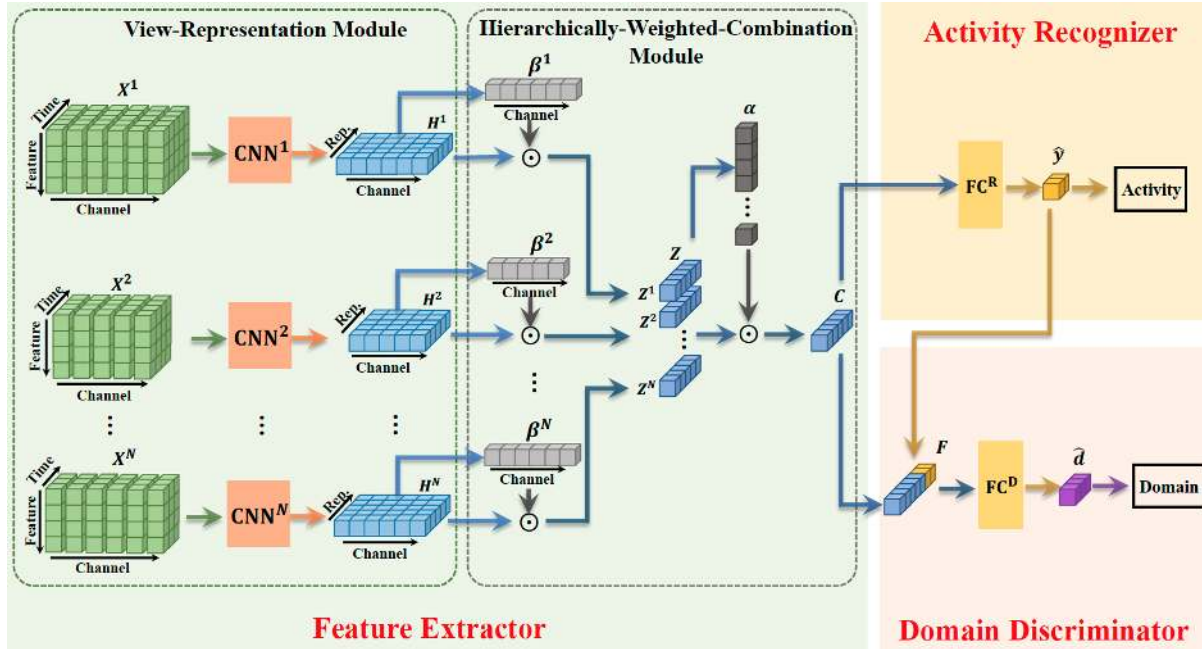 View-Representation Module
Hierarchically-Weighted-Combination
Module
Activity Recognizer
X¹
Time
Feature
Channel
CNN¹
Rep.
H¹
Channel
β¹
Channel
⊙
α
X²
Time
Feature
Channel
CNN²
Rep.
H²
Channel
β²
Channel
⊙
⋮
⋮
⋮
⋮
Xᴺ
Time
Feature
Channel
CNNᴺ
Rep.
Hᴺ
Channel
βᴺ
Channel
⊙
Z
Z¹
Z²
⋮
Zᴺ
⋮
⊙
C
FCᴿ
ŷ
Activity
F
FCᴰ
d̂
Domain
Feature Extractor
Domain Discriminator